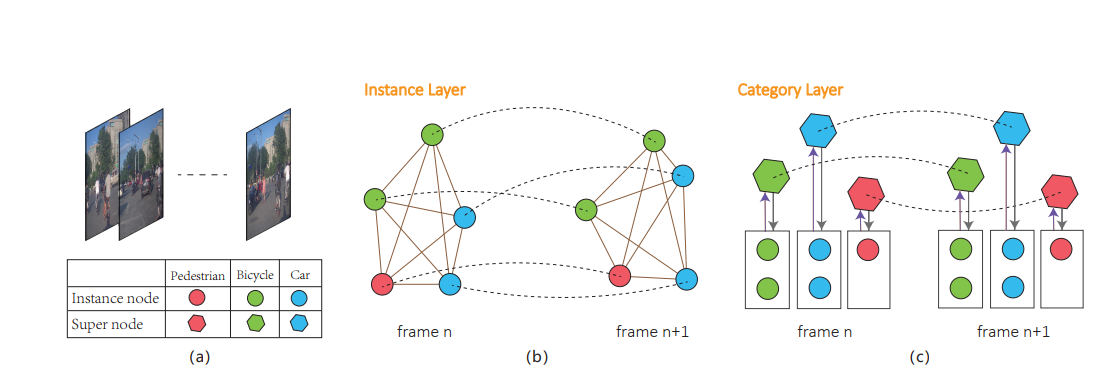 Instance Layer
Category Layer
Pedestrian Bicycle Car
Instance node
Super node
frame n
frame n+1
frame n
frame n+1
(a)
(b)
(c)